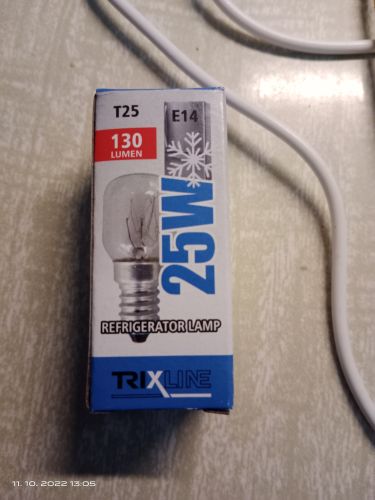 T25
E14
130
LUMEN
25W
REFRIGERATOR LAMP
TRIXLINE
11.10.2022 13:05